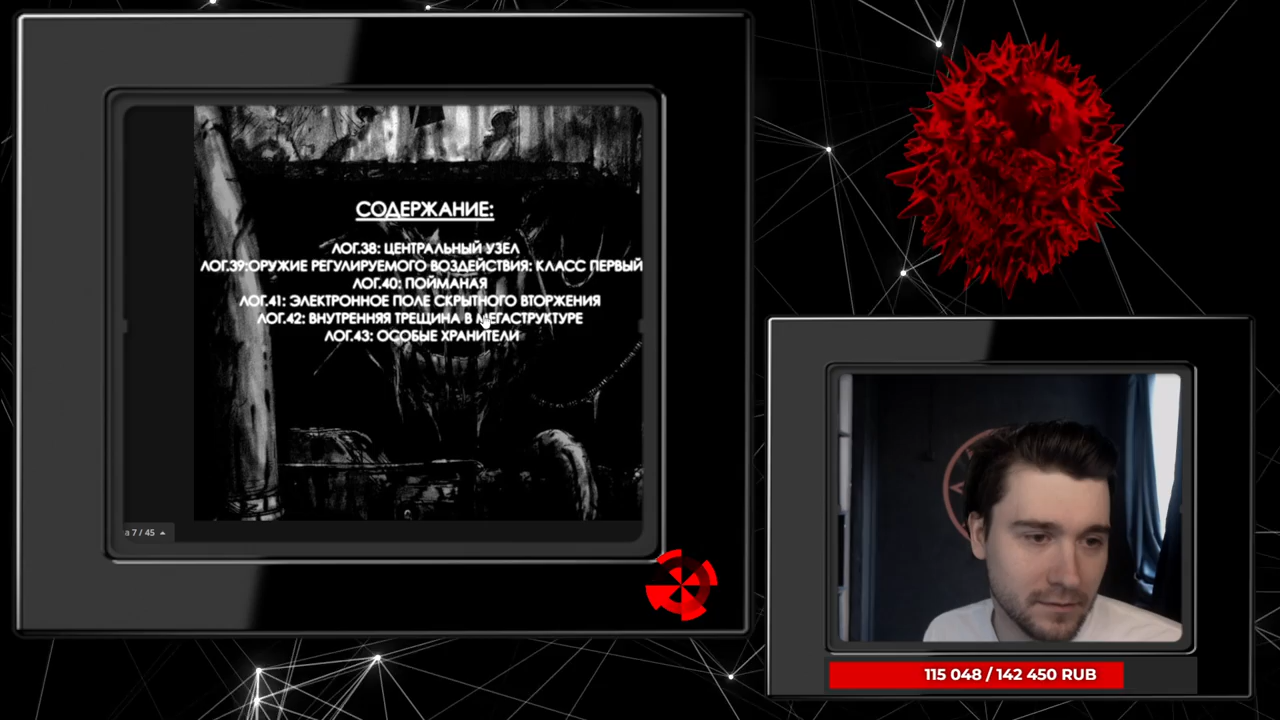 СОДЕРЖАНИЕ:
ЛОГ.38: ЦЕНТРАЛЬНЫЙ УЗЕЛ
ЛОГ.39:ОРУЖИЕ РЕГУЛИРУЕМОГО ВОЗДЕЙСТВИЯ: КЛАСС ПЕРВЫЙ
ЛОГ.40: ПОЙМАНАЯ
ЛОГ.41: ЭЛЕКТРОННОЕ ПОЛЕ СКРЫТНОГО ВТОРЖЕНИЯ
ЛОГ.42: ВНУТРЕННЯЯ ТРЕЩИНА В МЕГАСТРУКТУРЕ
ЛОГ.43: ОСОБЫЕ ХРАНИТЕЛИ
а 7 / 45
115 048 / 142 450 RUB